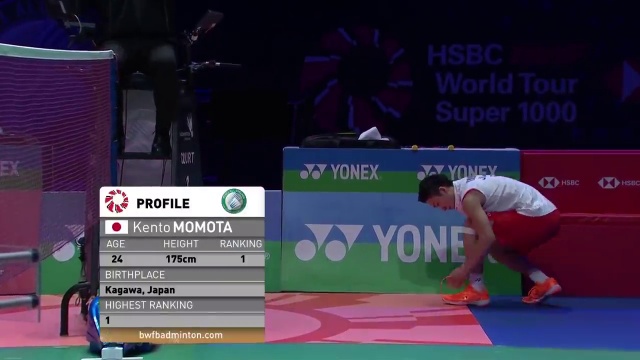 HSBC
World Tour
Super 1000
YONEX
YONEX
HSBC
HSBC
YONEX
PROFILE
Kento MOMOTA
AGE HEIGHT RANKING
24 175cm 1
BIRTHPLACE
Kagawa, Japan
HIGHEST RANKING
1
bwfbadminton.com